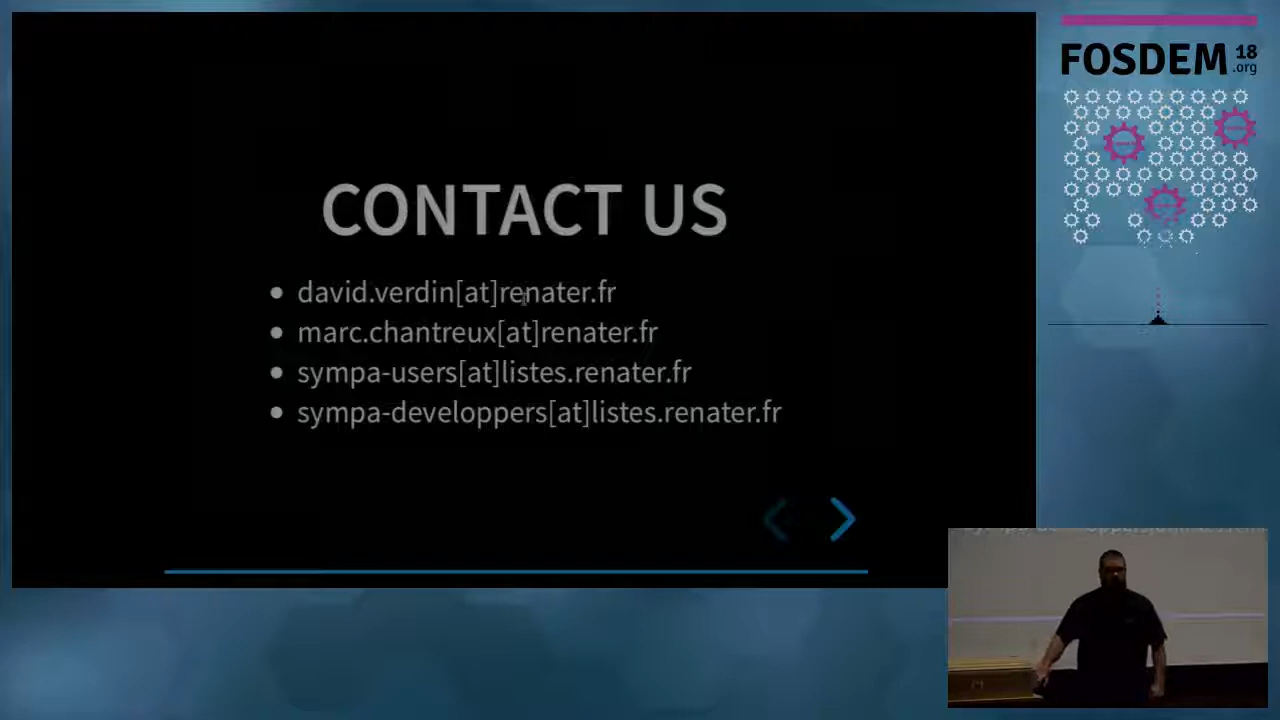 CONTACT US
• david.verdin[at]renater.fr
• marc.chantreux[at]renater.fr
• sympa-users[at]listes.renater.fr
• sympa-developpers[at]listes.renater.fr
FOSDEM 18
.org